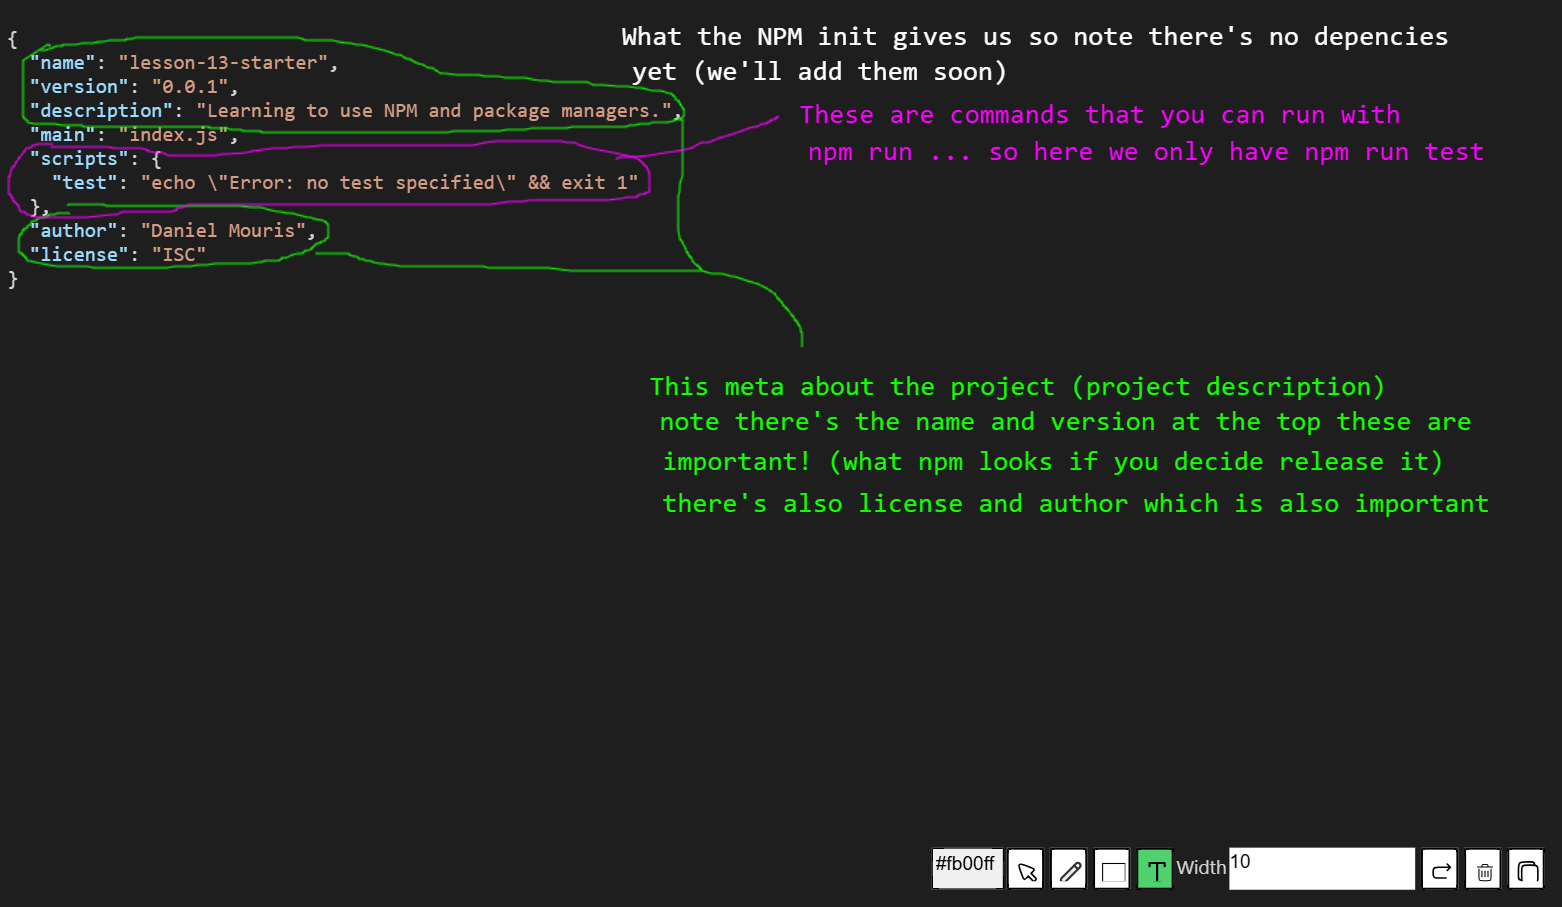 {
"name": "lesson-13-starter",
"version": "0.0.1",
"description": "Learning to use NPM and package managers.",
"main": "index.js",
"scripts": {
"test": "echo \"Error: no test specified\" && exit 1"
},
"author": "Daniel Mouris",
"license": "ISC"
}
What the NPM init gives us so note there's no depencies
yet (we'll add them soon)
These are commands that you can run with
npm run ... so here we only have npm run test
This meta about the project (project description)
note there's the name and version at the top these are
important! (what npm looks if you decide release it)
there's also license and author which is also important
#fb00ff T Width 10